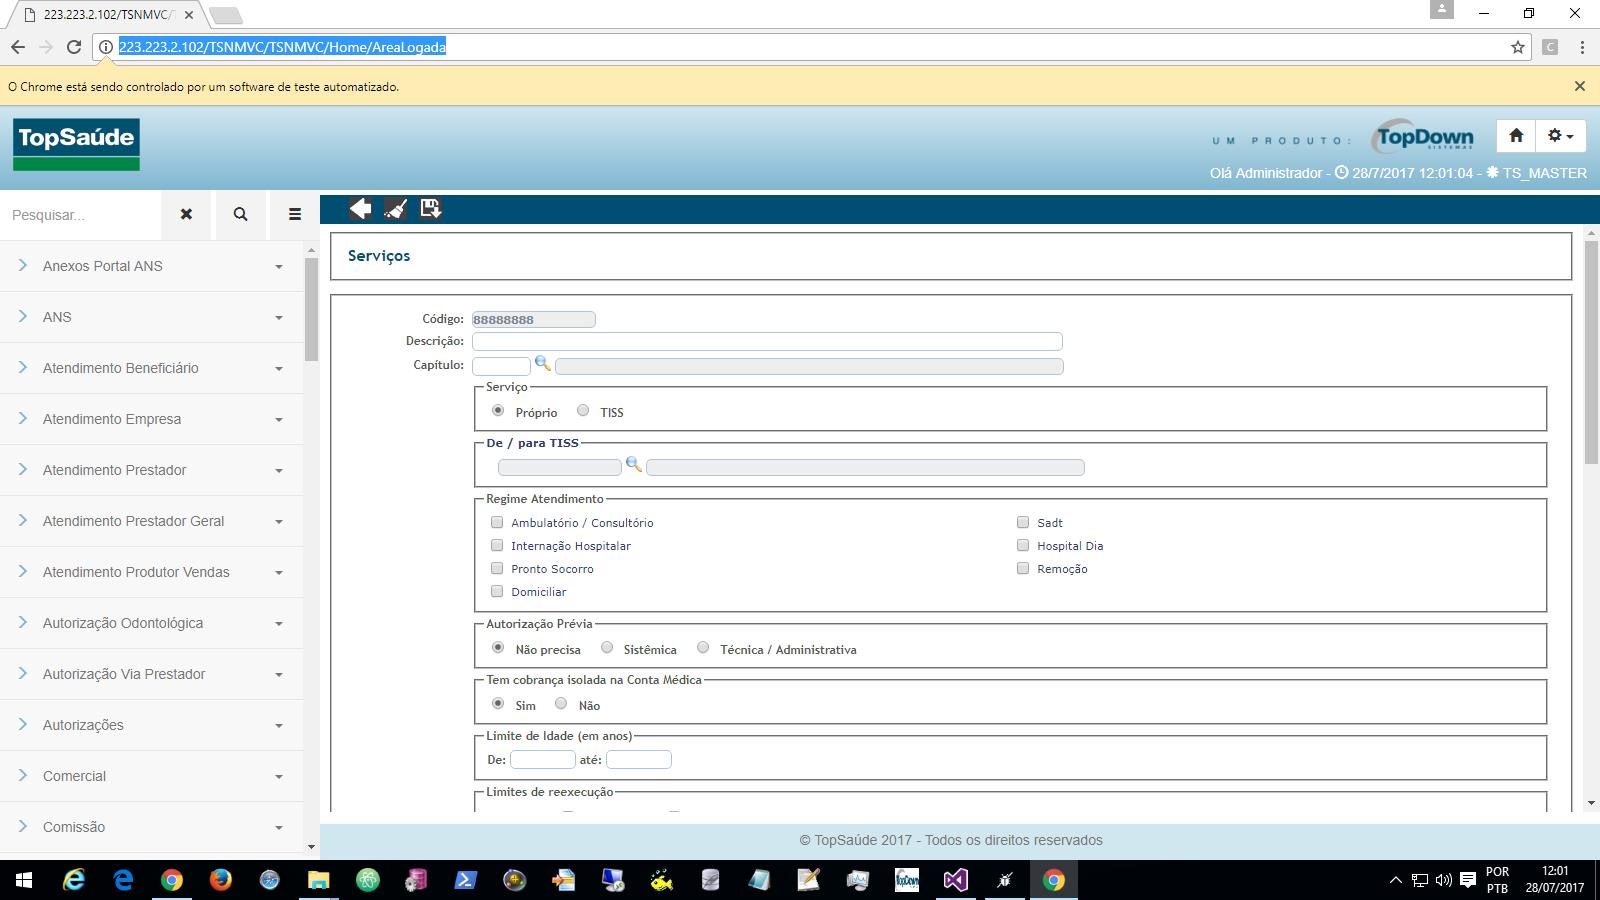 223.223.2.102/TSNMVC/T
223.223.2.102/TSNMVC/TSNMVC/Home/AreaLogada
C
O Chrome está sendo controlado por um software de teste automatizado.
TopSaúde
UM PRODUTO:
TopDown
SISTEMAS
Olá Administrador - 28/7/2017 12:01:04 - TS_MASTER
Pesquisar...
Anexos Portal ANS
ANS
Atendimento Beneficiário
Atendimento Empresa
Atendimento Prestador
Atendimento Prestador Geral
Atendimento Produtor Vendas
Autorização Odontológica
Autorização Via Prestador
Autorizações
Comercial
Comissão
Serviços
Código: 88888888
Descrição:
Capítulo:
Serviço
Próprio TISS
De / para TISS
Regime Atendimento
Ambulatório / Consultório Sadt
Internação Hospitalar Hospital Dia
Pronto Socorro Remoção
Domiciliar
Autorização Prévia
Não precisa Sistêmica Técnica / Administrativa
Tem cobrança isolada na Conta Médica
Sim Não
Limite de Idade (em anos)
De: até:
Limites de reexecução
© TopSaúde 2017 - Todos os direitos reservados
TopDown
POR
PTB
12:01
28/07/2017